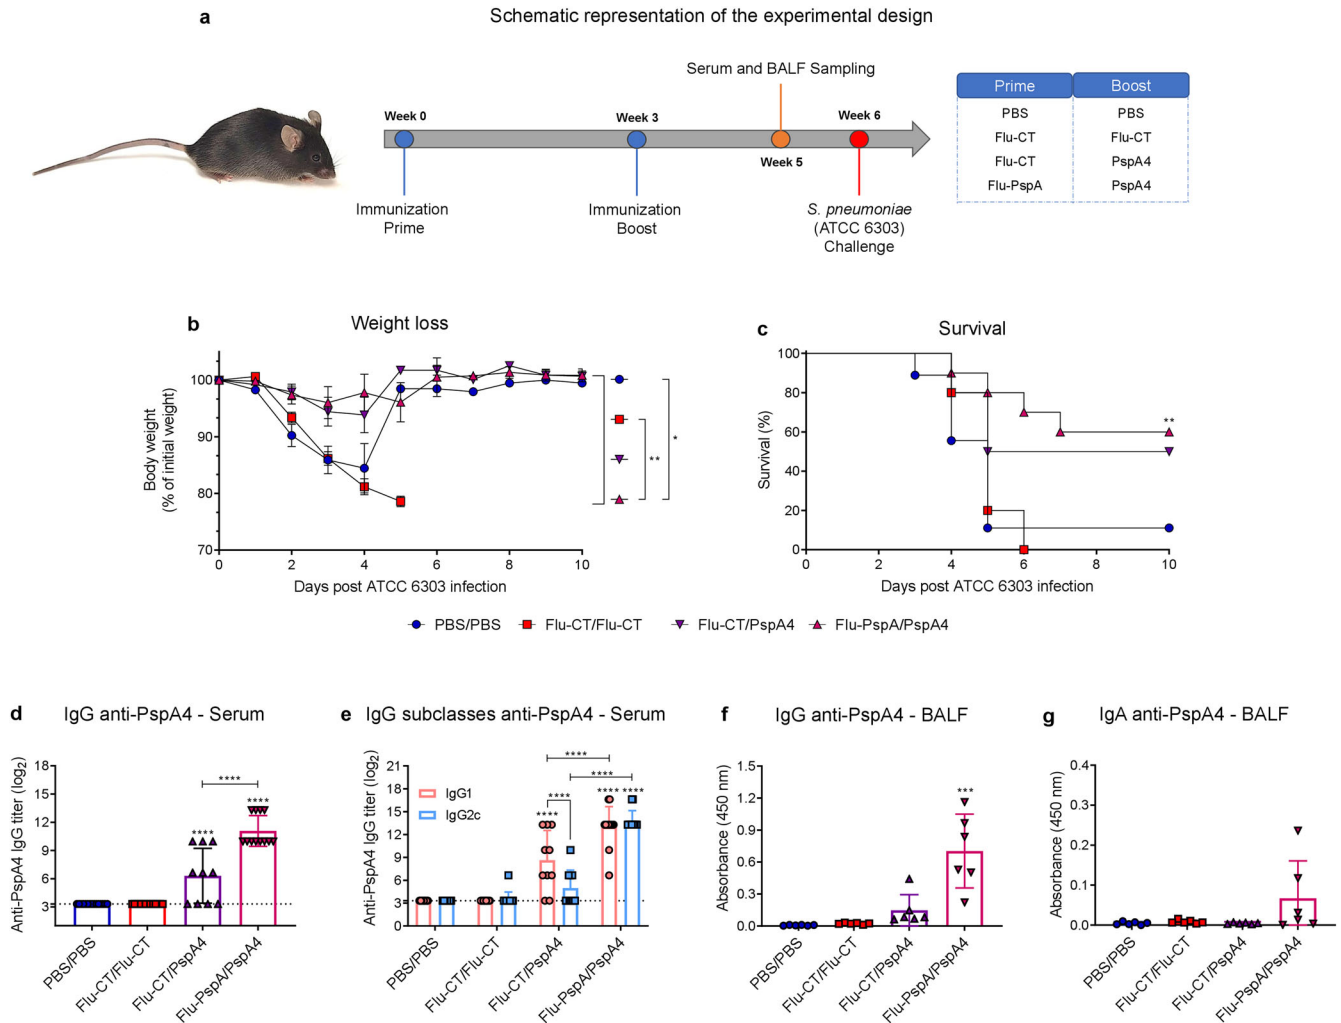 a
Schematic representation of the experimental design
Serum and BALF Sampling
Week 0
Week 3
Week 6
Week 5
Immunization
Prime
Immunization
Boost
S. pneumoniae
(ATCC 6303)
Challenge
Prime Boost
PBS PBS
Flu-CT Flu-CT
Flu-CT PspA4
Flu-PspA PspA4
b Weight loss
Body weight
(% of initial weight)
100
90
80
70
0 2 4 6 8 10
Days post ATCC 6303 infection
**
*
c Survival
Survival (%)
100
80
60
40
20
0
0 2 4 6 8 10
Days post ATCC 6303 infection
**
PBS/PBS Flu-CT/Flu-CT Flu-CT/PspA4 Flu-PspA/PspA4
d IgG anti-PspA4 - Serum
Anti-PspA4 IgG titer (log2)
18
15
12
9
6
3
****
****
****
PBS/PBS
Flu-CT/Flu-CT
Flu-CT/PspA4
Flu-PspA/PspA4
e IgG subclasses anti-PspA4 - Serum
Anti-PspA4 IgG titer (log2)
21
18
15
12
9
6
3
0
IgG1
IgG2c
****
****
****
****
**** ****
PBS/PBS
Flu-CT/Flu-CT
Flu-CT/PspA4
Flu-PspA/PspA4
f IgG anti-PspA4 - BALF
Absorbance (450 nm)
1.5
1.2
0.9
0.6
0.3
0.0
***
PBS/PBS
Flu-CT/Flu-CT
Flu-CT/PspA4
Flu-PspA/PspA4
g IgA anti-PspA4 - BALF
Absorbance (450 nm)
0.4
0.3
0.2
0.1
0.0
PBS/PBS
Flu-CT/Flu-CT
Flu-CT/PspA4
Flu-PspA/PspA4